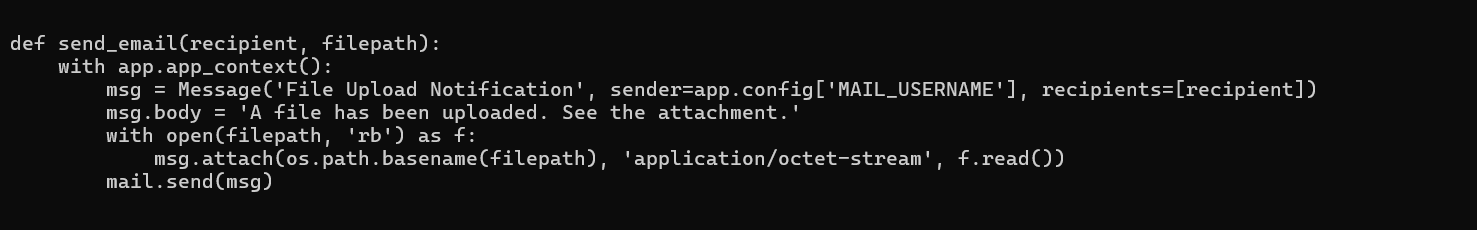 def send_email(recipient, filepath):
    with app.app_context():
        msg = Message('File Upload Notification', sender=app.config['MAIL_USERNAME'], recipients=[recipient])
        msg.body = 'A file has been uploaded. See the attachment.'
        with open(filepath, 'rb') as f:
            msg.attach(os.path.basename(filepath), 'application/octet-stream', f.read())
        mail.send(msg)